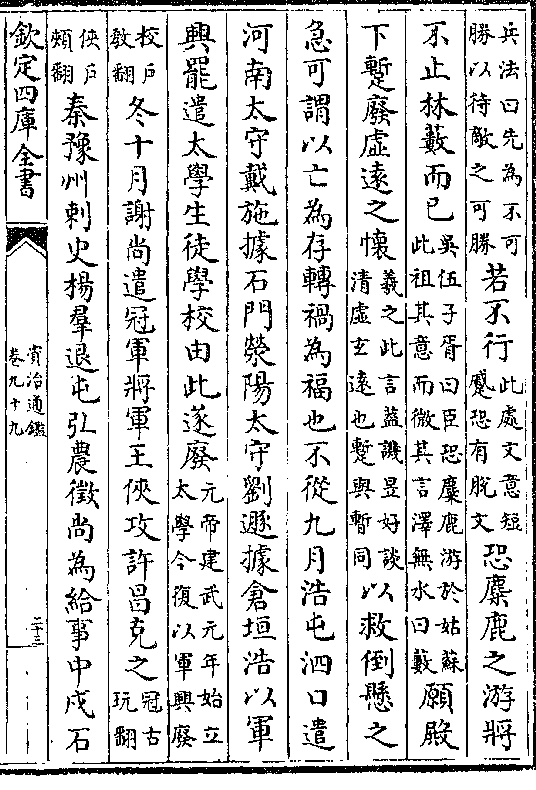 兵法曰先為不可
勝以待敵之可勝
若不行
此處文意短
蹙恐有脫文
恐麋鹿之游將
不止林藪而已
吳伍子胥曰臣恐麋鹿游於姑蘇
此祖其意而微其言澤無水曰藪
願殿
下蹔廢虛遠之懷
羲之此言蓋譏昱好談
清虛玄遠也蹔與暫同
以救倒懸之
急可謂以亡為存轉禍為福也不從九月浩屯泗口遣
河南太守戴施據石門滎陽太守劉遯據倉垣浩以軍
興罷遣太學生徒學校由此遂廢
元帝建武元年始立
太學今復以軍興廢
校户
教翻
冬十月謝尚遣冠軍將軍王俠攻許昌克之
冠古
玩翻
俠户
頰翻
秦豫州刺史楊羣退屯弘農徵尚為給事中戍石
欽定四庫全書
資治通鑑
卷九十九
二十三